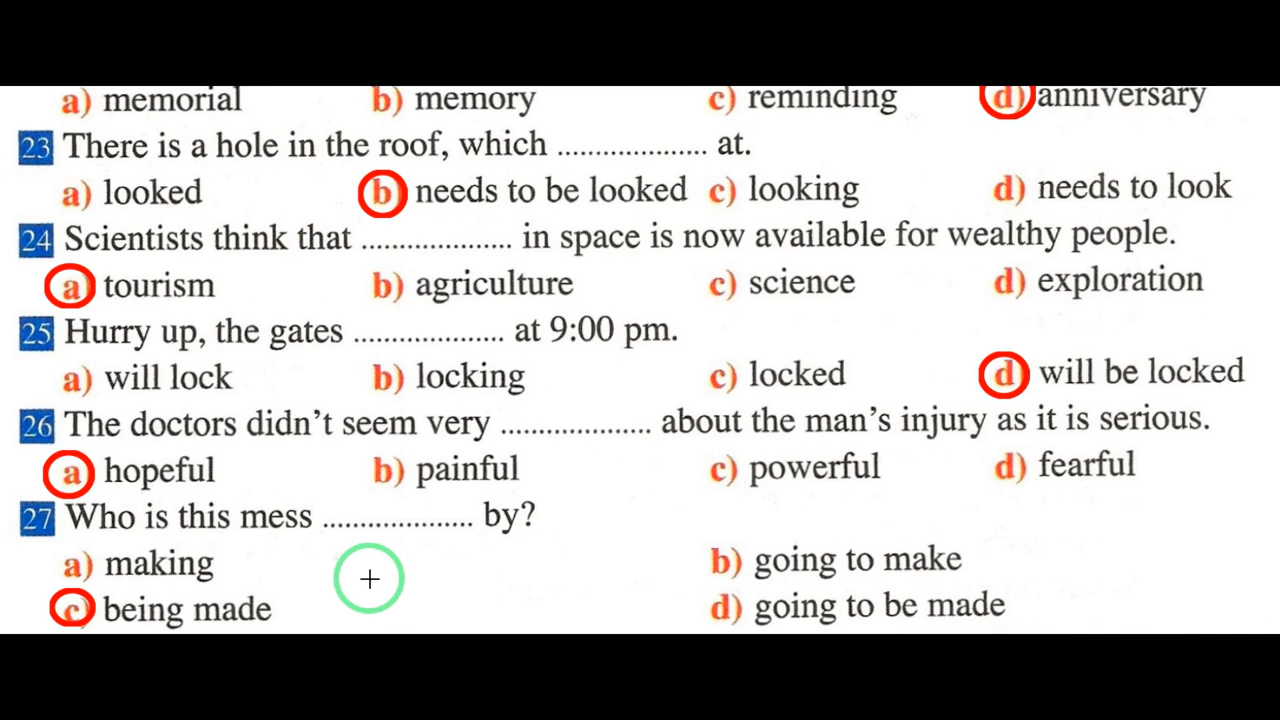 a) memorial b) memory c) reminding d) anniversary
23 There is a hole in the roof, which .................... at.
a) looked b) needs to be looked c) looking d) needs to look
24 Scientists think that .................... in space is now available for wealthy people.
a) tourism b) agriculture c) science d) exploration
25 Hurry up, the gates .................... at 9:00 pm.
a) will lock b) locking c) locked d) will be locked
26 The doctors didn't seem very .................... about the man's injury as it is serious.
a) hopeful b) painful c) powerful d) fearful
27 Who is this mess .................... by?
a) making b) going to make
c) being made d) going to be made